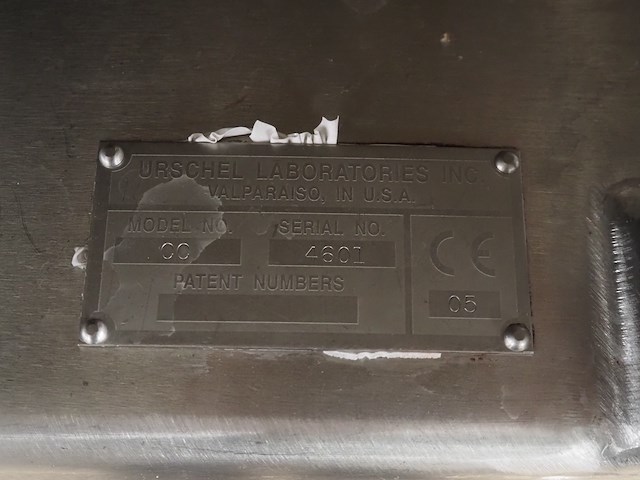 URSCHEL LABORATORIES INC
VALPARAISO, IN U.S.A.
MODEL NO. SERIAL NO.
CC 4601 CE
PATENT NUMBERS
05